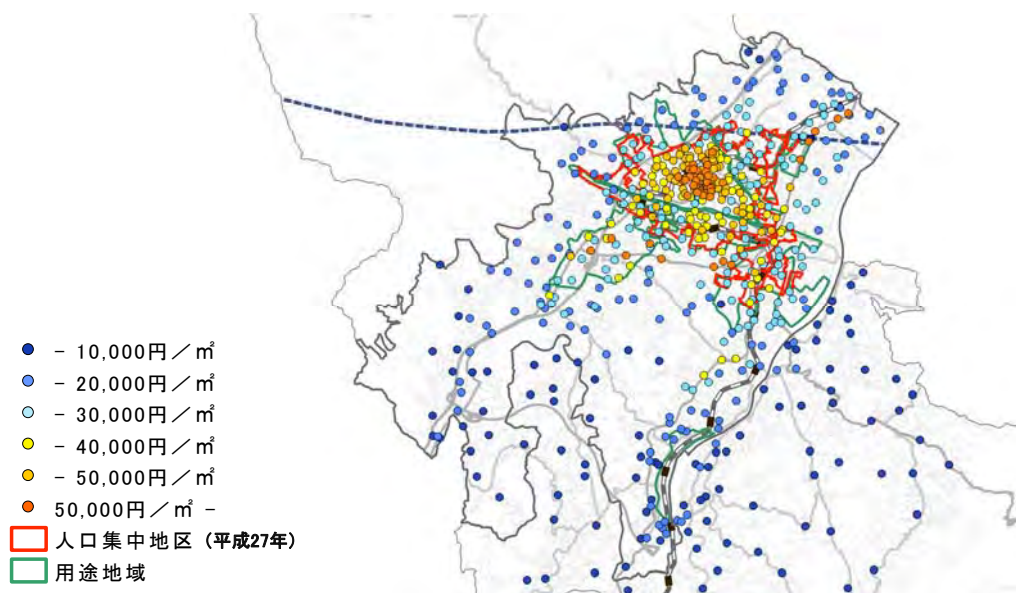 - 10,000円／㎡
- 20,000円／㎡
- 30,000円／㎡
- 40,000円／㎡
- 50,000円／㎡
50,000円／㎡ -
人口集中地区（平成27年）
用途地域